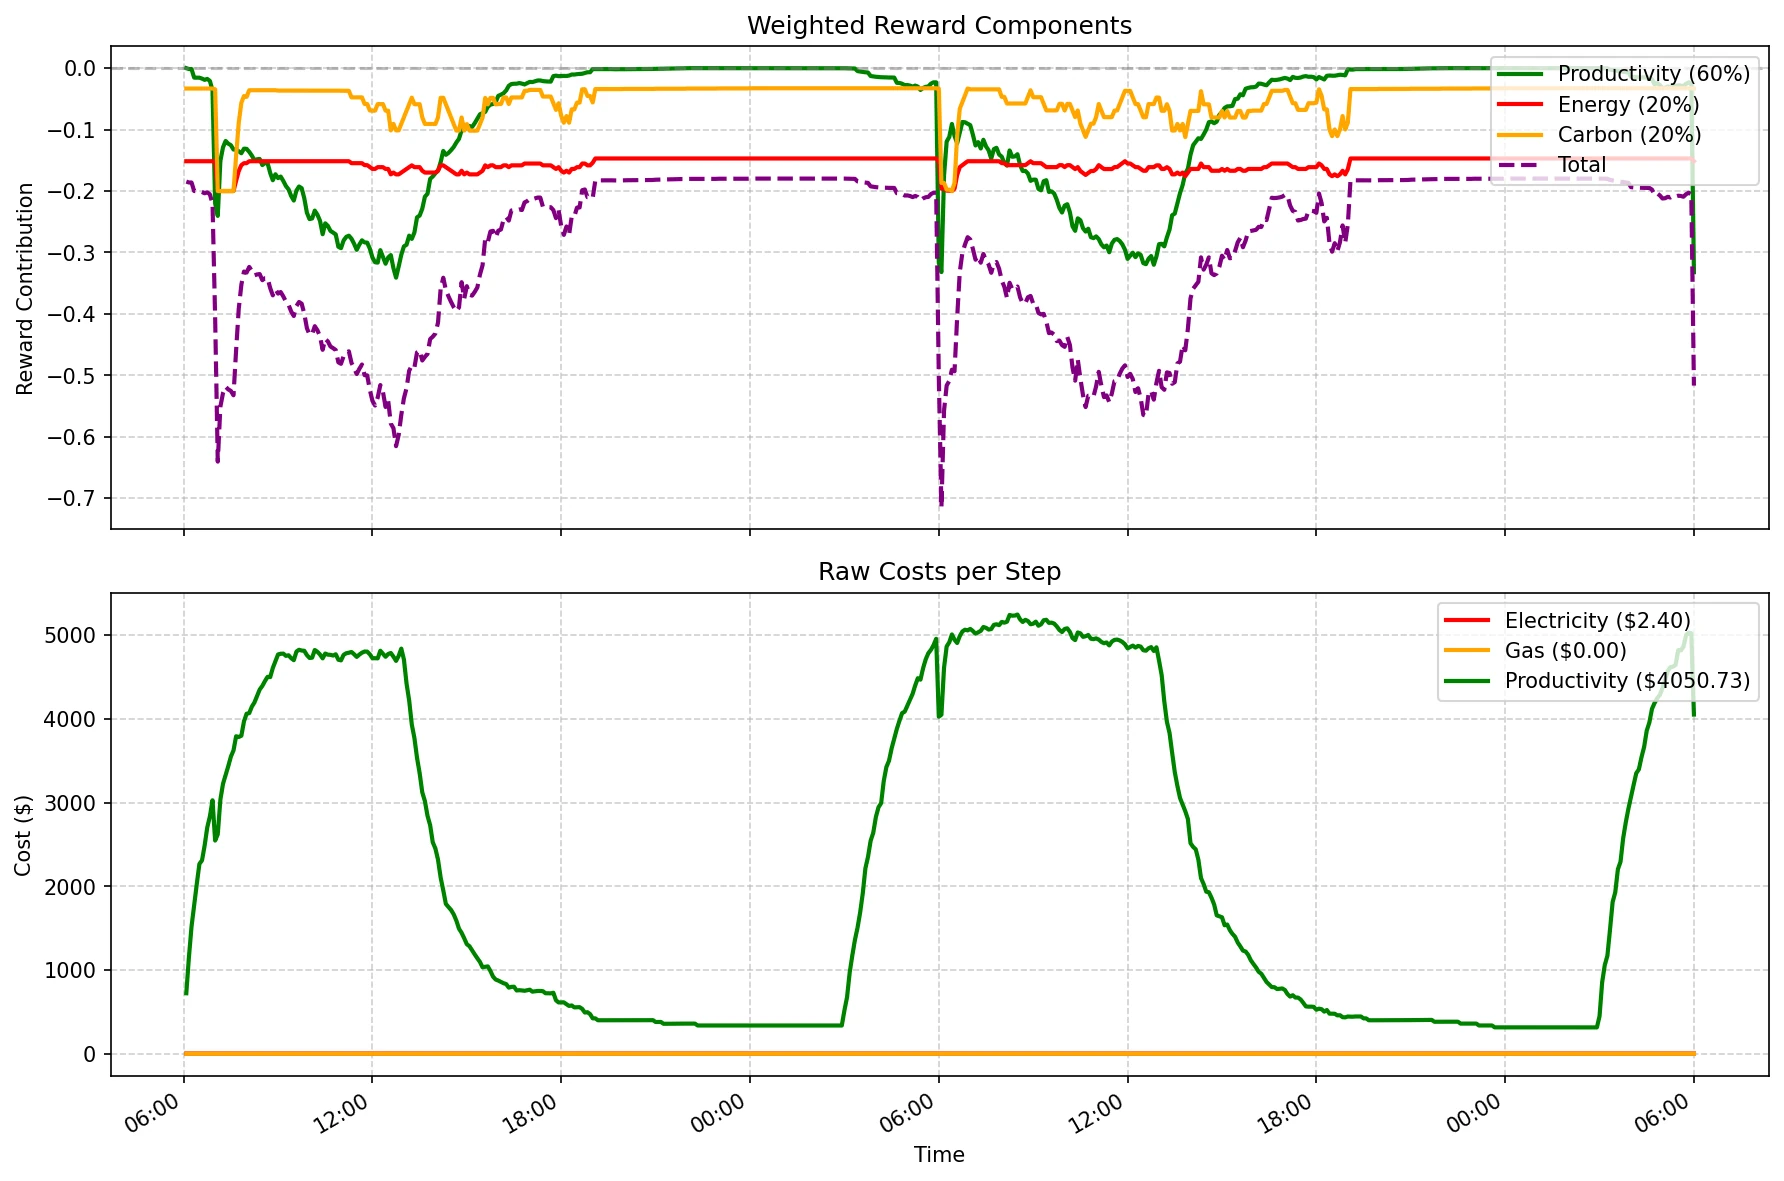 Weighted Reward Components
Productivity (60%)
Energy (20%)
Carbon (20%)
Total
Reward Contribution
0.0
−0.1
−0.2
−0.3
−0.4
−0.5
−0.6
−0.7
Raw Costs per Step
Electricity ($2.40)
Gas ($0.00)
Productivity ($4050.73)
Cost ($)
5000
4000
3000
2000
1000
0
06:00
12:00
18:00
00:00
06:00
12:00
18:00
00:00
06:00
Time